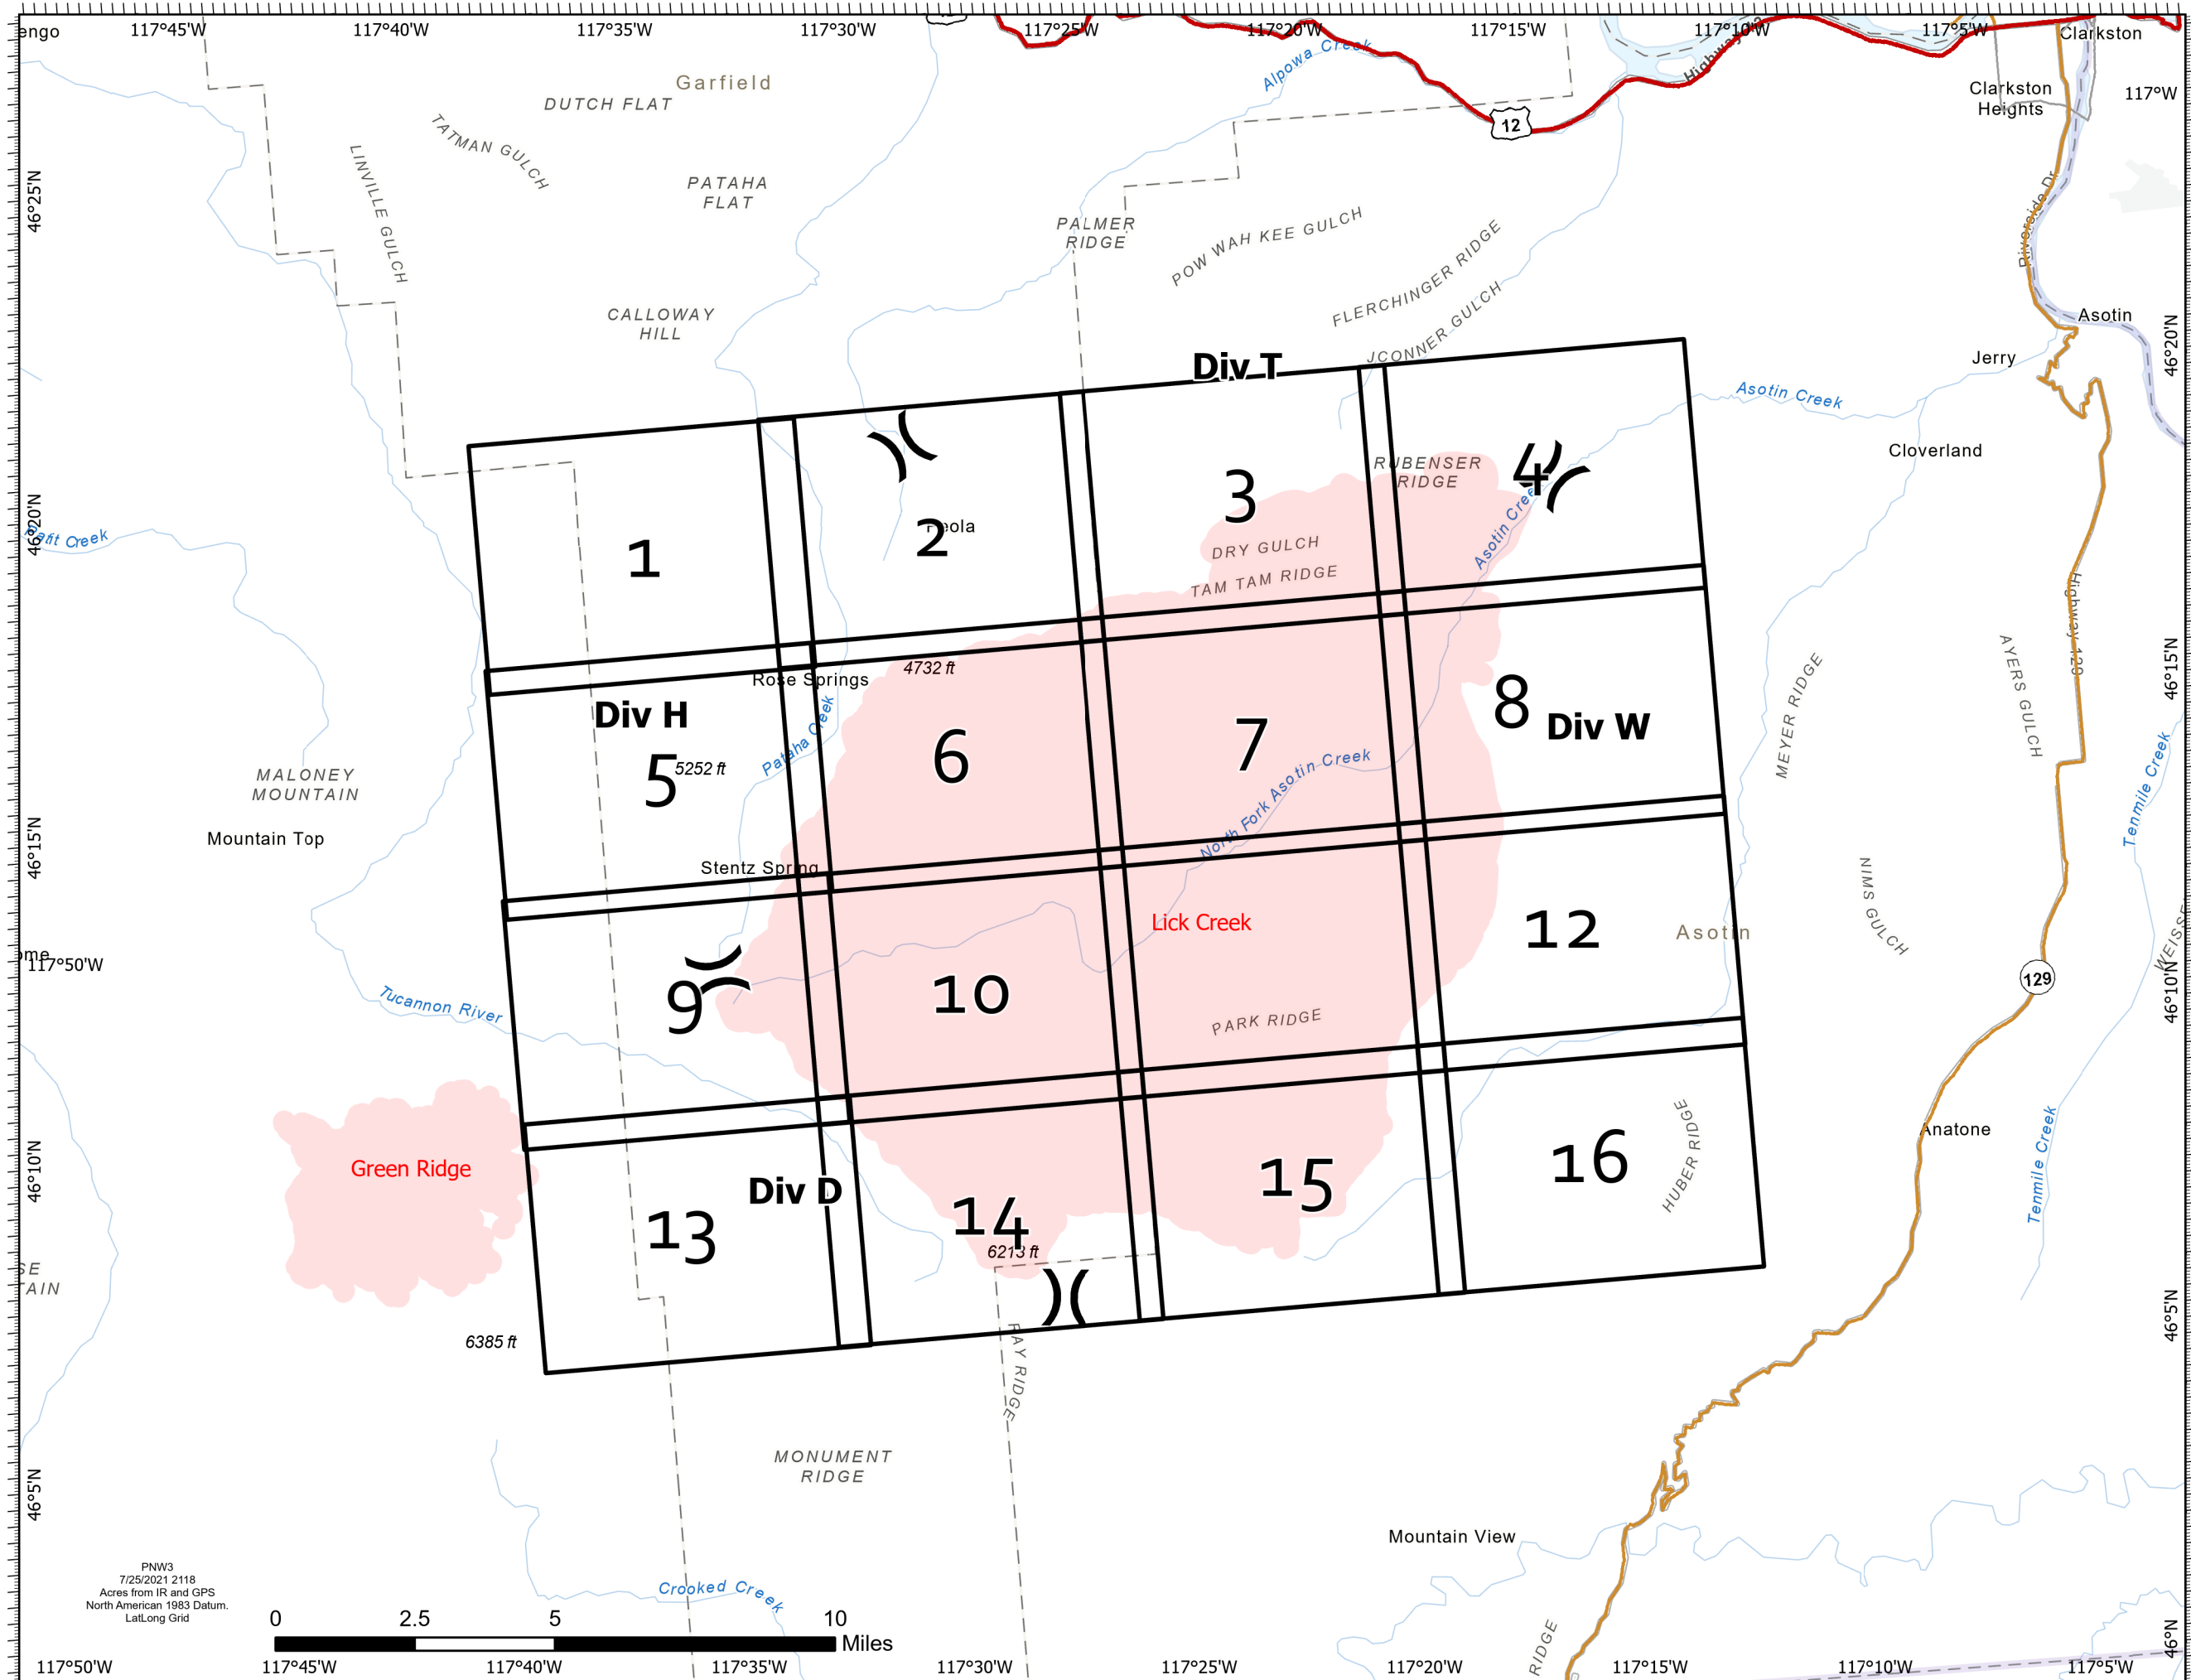 117°45'W
117°40'W
117°35'W
117°30'W
117°25'W
117°20'W
117°15'W
117°10'W
117°5'W
engo
Clarkston
Garfield
DUTCH FLAT
Alpowa Creek
Highway
Clarkston
Heights
117°W
12
TATMAN GULCH
LINVILLE GULCH
PATAHA
FLAT
46°25'N
PALMER
RIDGE
POW WAH KEE GULCH
FLERCHINGER RIDGE
Riverside Dr
CALLOWAY
HILL
JCONNER GULCH
Asotin
46°20'N
Jerry
Div T
Asotin Creek
Cloverland
RUBENSER
RIDGE
4
3
Asotin Creek
46°20'N
2
1
DRY GULCH
TAM TAM RIDGE
Highway 129
4732 ft
Rose Springs
AYERS GULCH
MEYER RIDGE
46°15'N
Div H
Pataha Creek
8
Div W
5
5252 ft
6
7
North Fork Asotin Creek
MALONEY
MOUNTAIN
Mountain Top
46°15'N
Tenmile Creek
Stentz Spring
NIMS GULCH
Lick Creek
12
Asotin
117°50'W
9
10
46°10'N
129
Tucannon River
PARK RIDGE
Anatone
Green Ridge
46°10'N
HUBER RIDGE
Tenmile Creek
15
16
Div D
13
14
6213 ft
SE
TAIN
46°5'N
6385 ft
RAY RIDGE
MONUMENT
RIDGE
46°5'N
Mountain View
PNW3
7/25/2021 2118
Acres from IR and GPS
North American 1983 Datum.
LatLong Grid
Crooked Creek
0
2.5
5
10
Miles
RIDGE
46°N
117°50'W
117°45'W
117°40'W
117°35'W
117°30'W
117°25'W
117°20'W
117°15'W
117°10'W
117°5'W